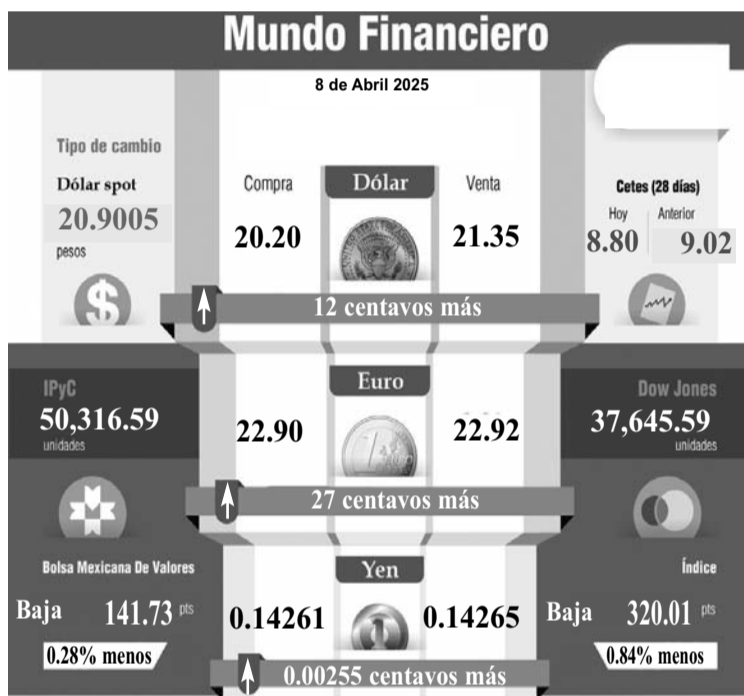 Mundo Financiero
8 de Abril 2025
Tipo de cambio
Dólar spot
20.9005
pesos
Compra
Dólar
Venta
20.20
21.35
12 centavos más
Cetes (28 días)
Hoy
Anterior
8.80
9.02
IPyC
50,316.59
unidades
Euro
22.90
22.92
27 centavos más
Dow Jones
37,645.59
unidades
Bolsa Mexicana De Valores
Baja 141.73 pts
0.28% menos
Yen
0.14261
0.14265
0.00255 centavos más
Índice
Baja 320.01 pts
0.84% menos